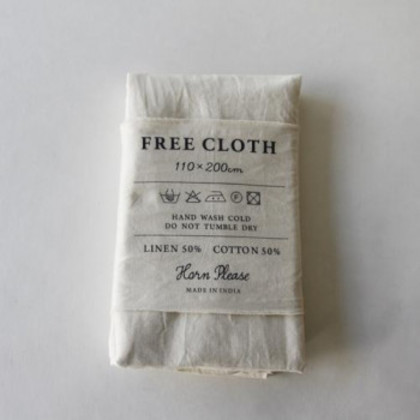 FREE CLOTH
110×200cm
HAND WASH COLD
DO NOT TUMBLE DRY
LINEN 50% COTTON 50%
Horn Please
MADE IN INDIA